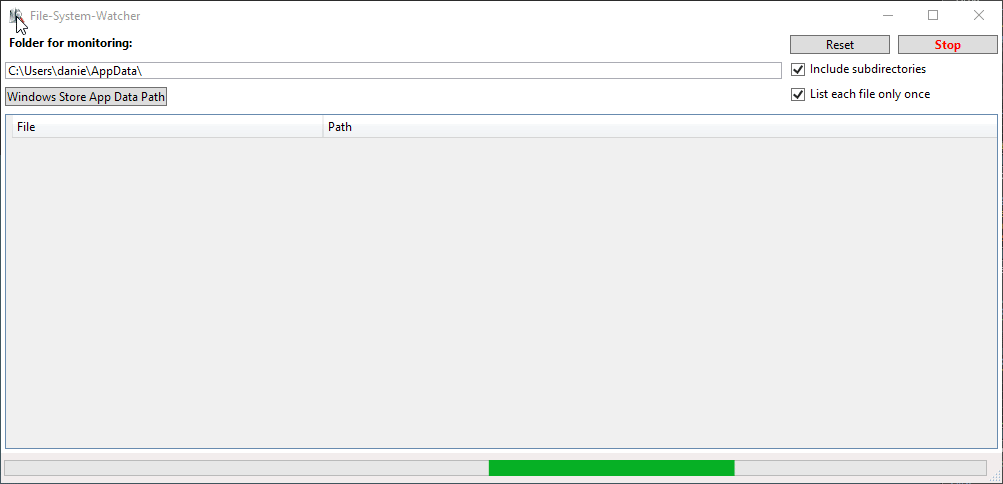 File-System-Watcher
Folder for monitoring:
Reset
Stop
C:\Users\danie\AppData\
Include subdirectories
Windows Store App Data Path
List each file only once
File
Path